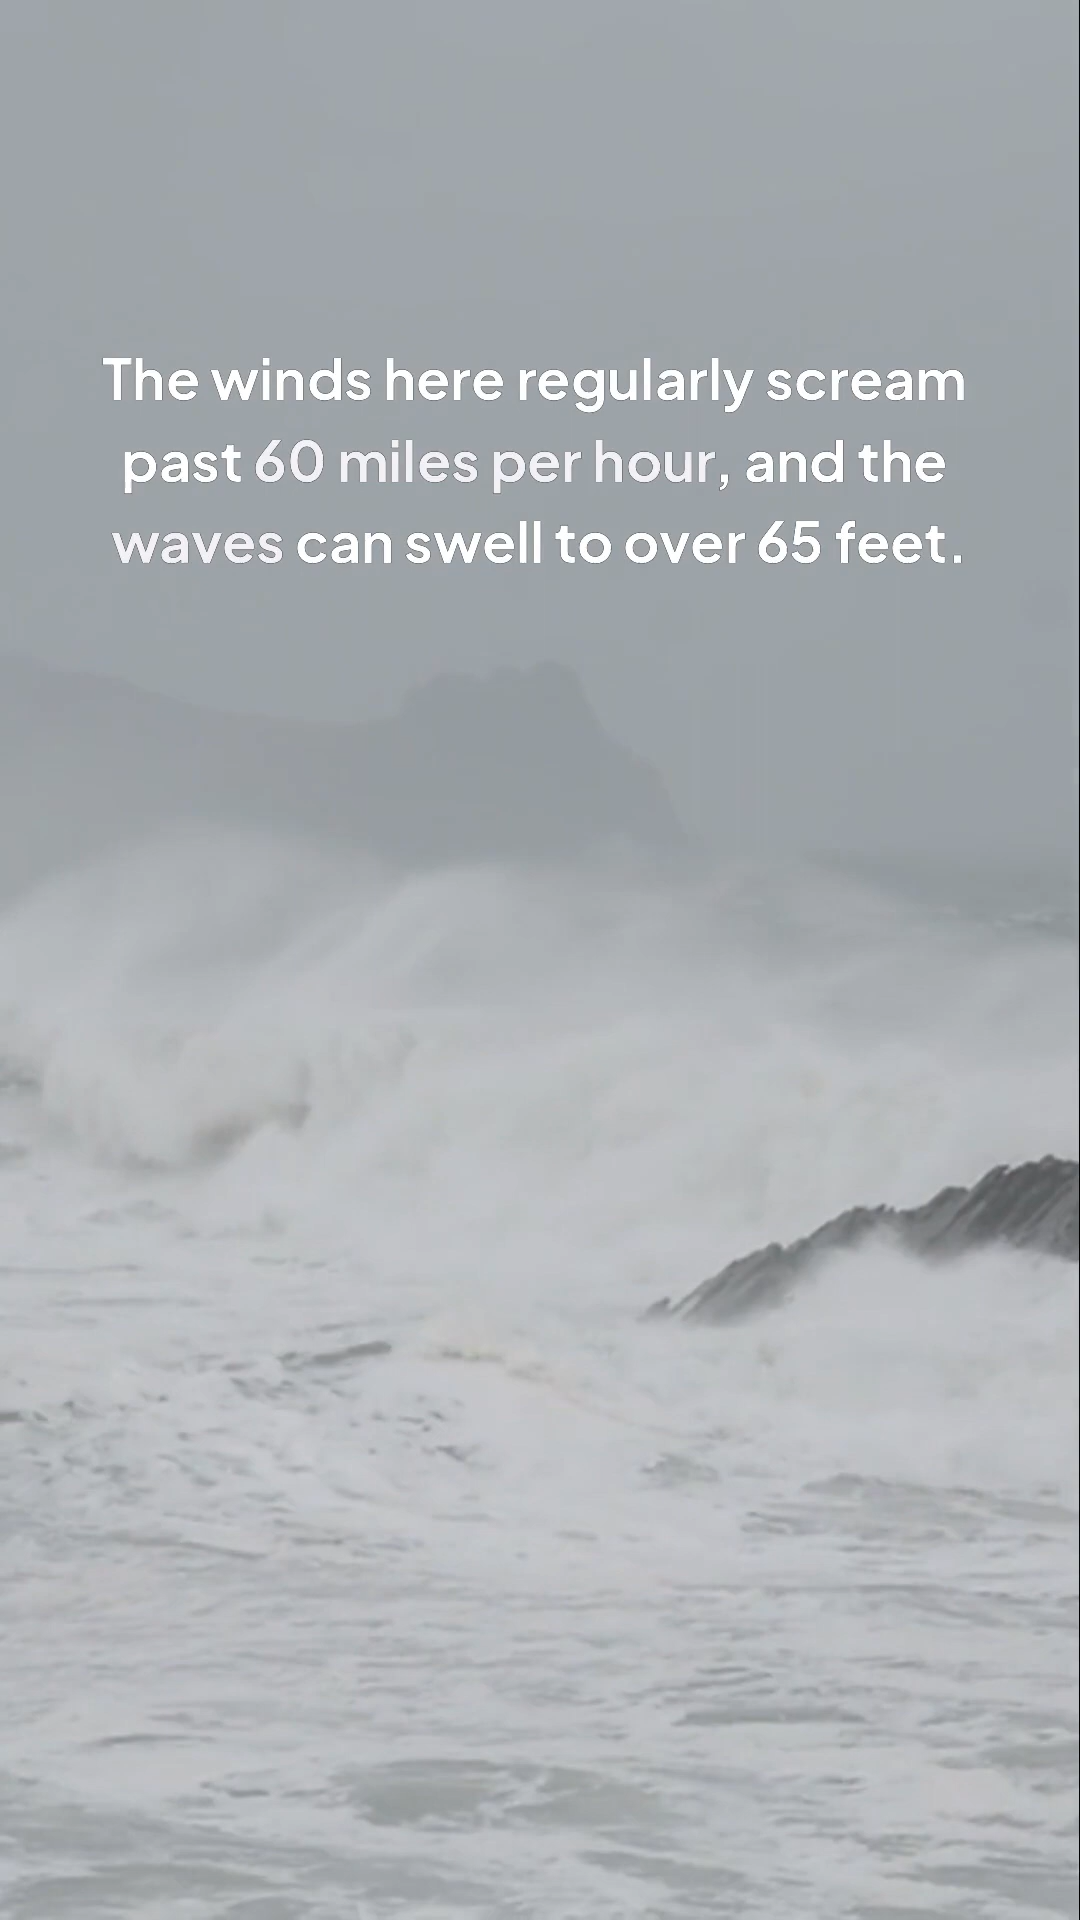 The winds here regularly scream
past 60 miles per hour, and the
waves can swell to over 65 feet.